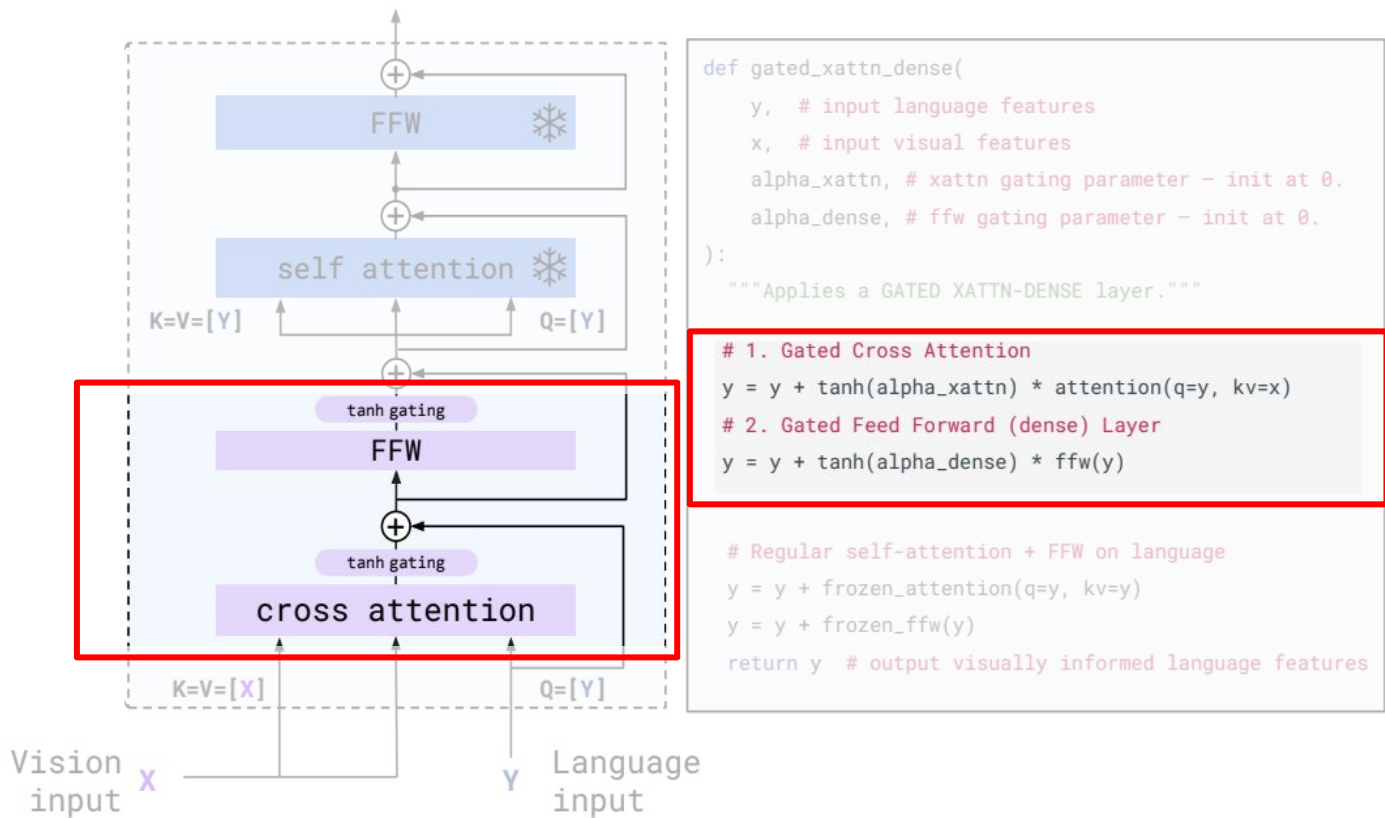 FFW
self attention
K=V=[Y]
Q=[Y]
tanh gating
FFW
tanh gating
cross attention
K=V=[X]
Q=[Y]
Vision
input
X
Y
Language
input
def gated_xattn_dense(
y, # input language features
x, # input visual features
alpha_xattn, # xattn gating parameter – init at 0.
alpha_dense, # ffw gating parameter – init at 0.
):
"""Applies a GATED XATTN-DENSE layer."""
# 1. Gated Cross Attention
y = y + tanh(alpha_xattn) * attention(q=y, kv=x)
# 2. Gated Feed Forward (dense) Layer
y = y + tanh(alpha_dense) * ffw(y)
# Regular self-attention + FFW on language
y = y + frozen_attention(q=y, kv=y)
y = y + frozen_ffw(y)
return y # output visually informed language features